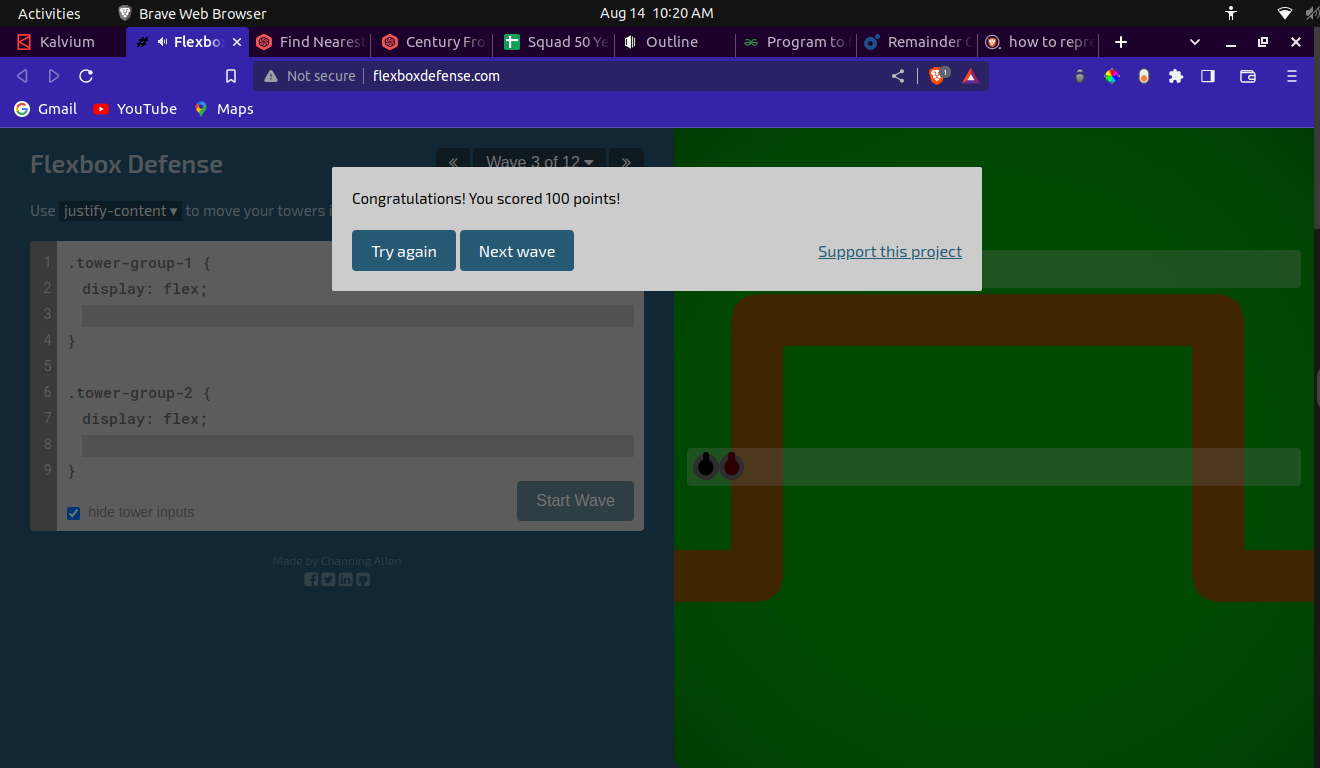 Activities Brave Web Browser Aug 14 10:20 AM
Kalvium Flexbo Find Nearest Century Fro Squad 50 Ye Outline Program to Remainder C how to repre
Not secure flexboxdefense.com 1
Gmail YouTube Maps
Flexbox Defense « Wave 3 of 12 »
Use justify-content ▾ to move your towers i
Congratulations! You scored 100 points!
Try again Next wave Support this project
1 .tower-group-1 {
2 display: flex;
3
4 }
5
6 .tower-group-2 {
7 display: flex;
8
9 }
hide tower inputs Start Wave
Made by Channing Allen